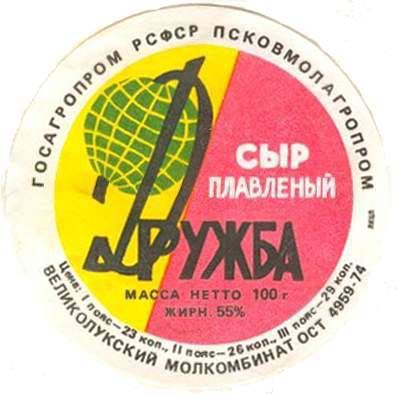 ГОСАГРОПРОМ РСФСР ПСКОВМОЛАГРОПРОМ
СЫР
ПЛАВЛЕНЫЙ
ДРУЖБА
МАССА НЕТТО 100 г
ЖИРН. 55%
Цена: I пояс—23 коп., II пояс—26 коп., III пояс—29 коп.
ВЕЛИКОЛУКСКИЙ МОЛКОМБИНАТ ОСТ 4959-74